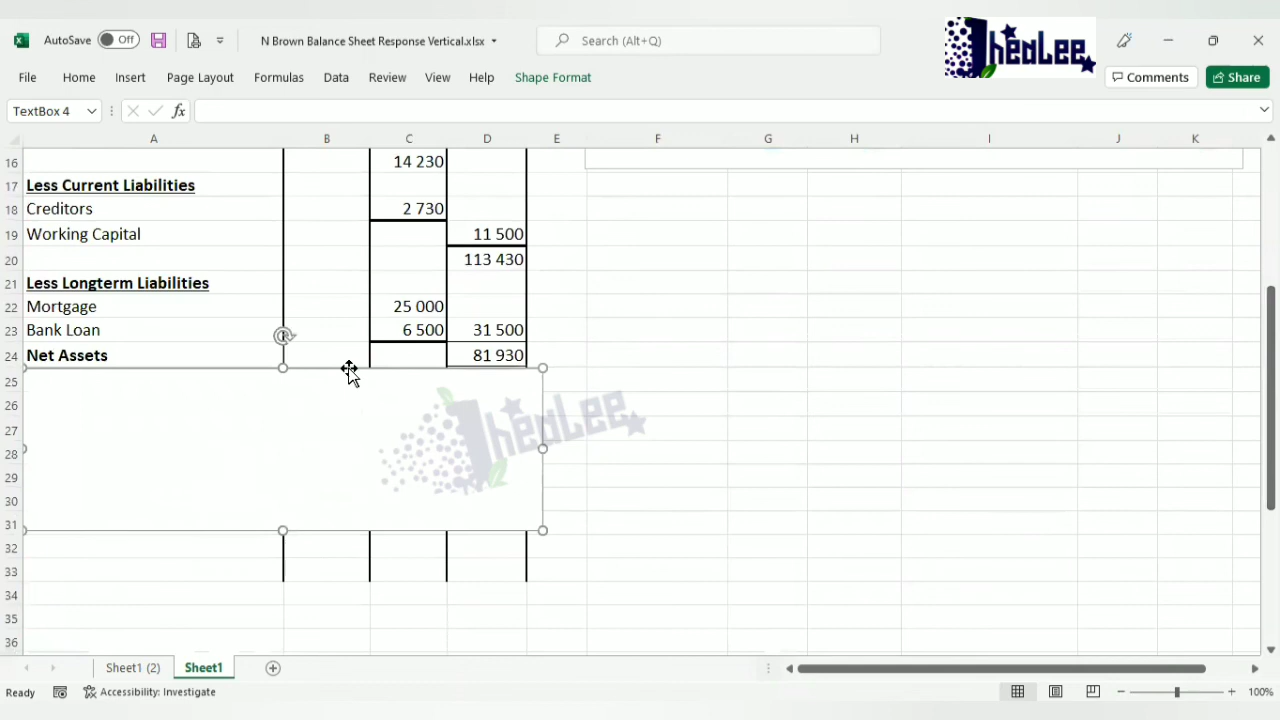 AutoSave Off N Brown Balance Sheet Response Vertical.xlsx Search (Alt+Q) TheoLee
File Home Insert Page Layout Formulas Data Review View Help Shape Format Comments Share
TextBox 4 fx
A B C D E F G H I J K
16 14 230
17 Less Current Liabilities
18 Creditors 2 730
19 Working Capital 11 500
20 113 430
21 Less Longterm Liabilities
22 Mortgage 25 000
23 Bank Loan 6 500 31 500
24 Net Assets 81 930
25
26
27
28
29
30
31
32
33
34
35
36
Sheet1 (2) Sheet1
Ready Accessibility: Investigate 100%